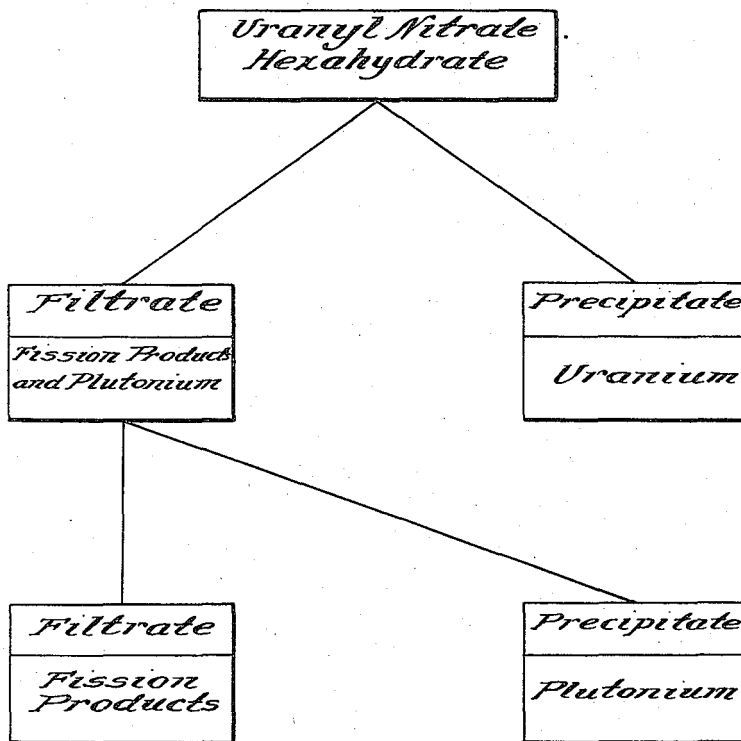 Uranyl Nitrate
Hexahydrate
Filtrate
Fission Products
and Plutonium
Precipitate
Uranium
Filtrate
Fission
Products
Precipitate
Plutonium